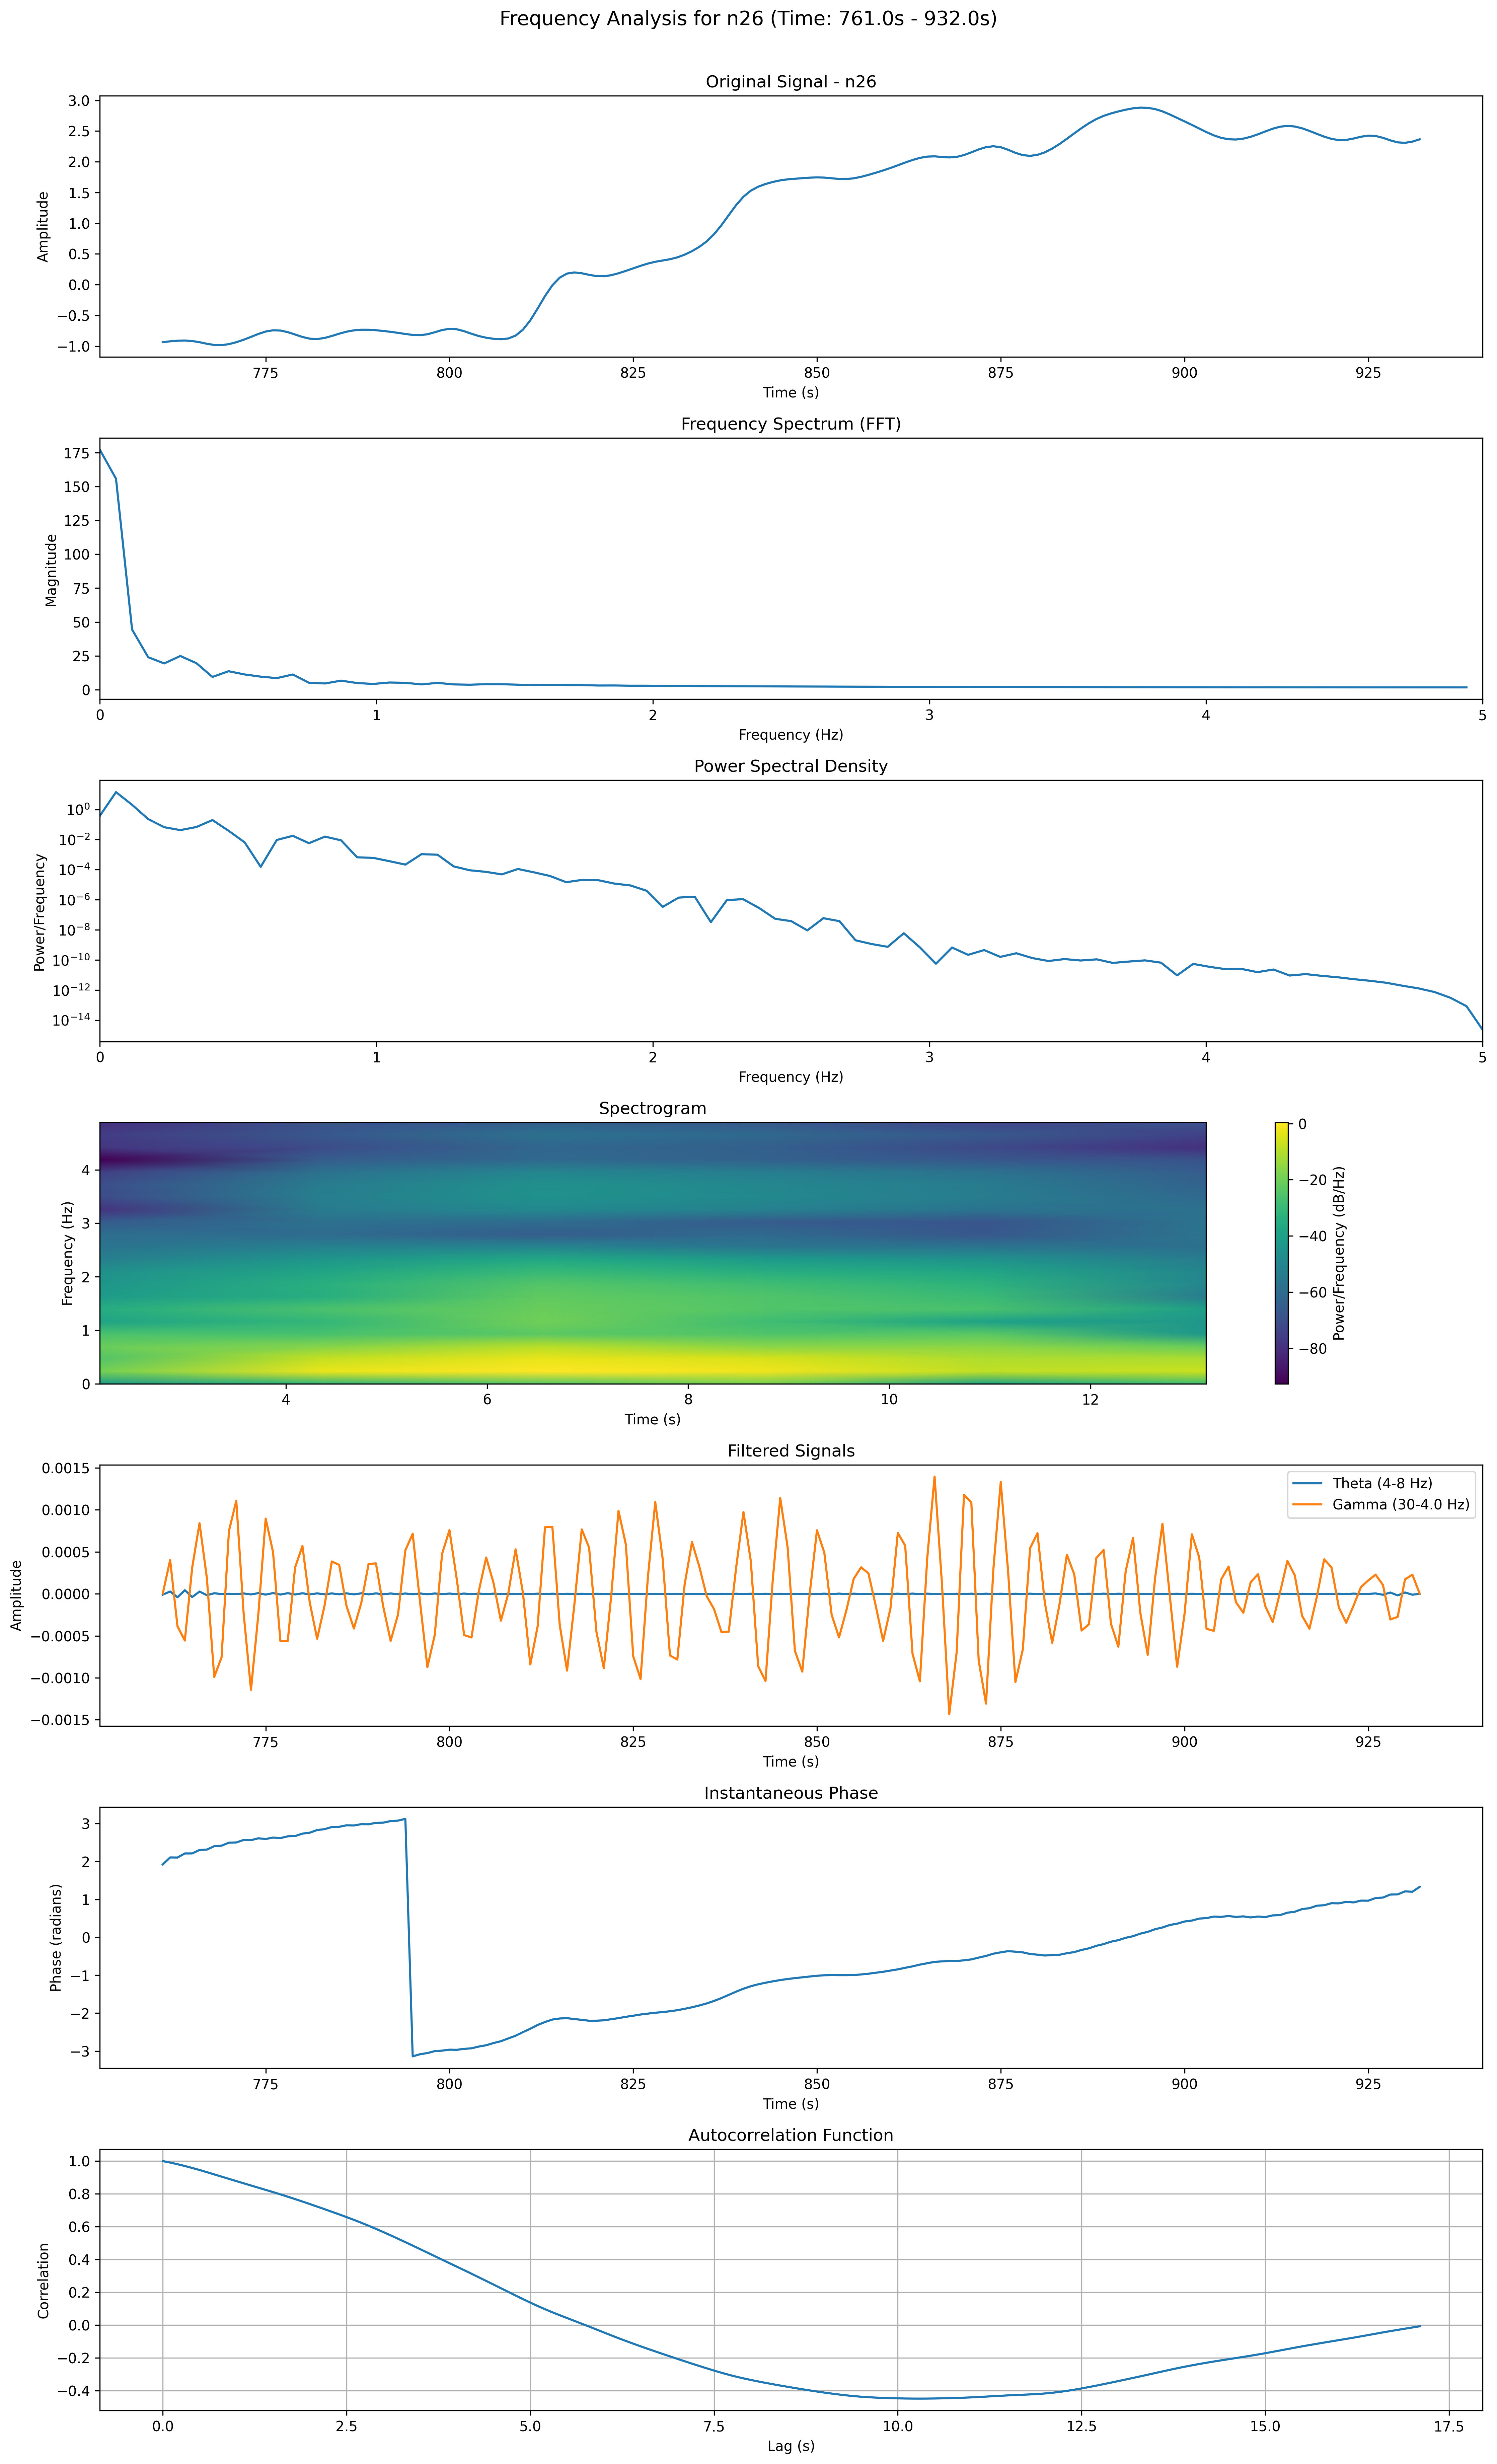 Frequency Analysis for n26 (Time: 761.0s - 932.0s)
Original Signal - n26
Amplitude
3.0
2.5
2.0
1.5
1.0
0.5
0.0
−0.5
−1.0
775 800 825 850 875 900 925
Time (s)
Frequency Spectrum (FFT)
Magnitude
175
150
125
100
75
50
25
0
0 1 2 3 4 5
Frequency (Hz)
Power Spectral Density
Power/Frequency
10⁰
10⁻²
10⁻⁴
10⁻⁶
10⁻⁸
10⁻¹⁰
10⁻¹²
10⁻¹⁴
0 1 2 3 4 5
Frequency (Hz)
Spectrogram
Frequency (Hz)
4
3
2
1
0
4 6 8 10 12
Time (s)
0
−20
−40
−60
−80
Power/Frequency (dB/Hz)
Filtered Signals
Amplitude
0.0015
0.0010
0.0005
0.0000
−0.0005
−0.0010
−0.0015
Theta (4-8 Hz)
Gamma (30-4.0 Hz)
775 800 825 850 875 900 925
Time (s)
Instantaneous Phase
Phase (radians)
3
2
1
0
−1
−2
−3
775 800 825 850 875 900 925
Time (s)
Autocorrelation Function
Correlation
1.0
0.8
0.6
0.4
0.2
0.0
−0.2
−0.4
0.0 2.5 5.0 7.5 10.0 12.5 15.0 17.5
Lag (s)